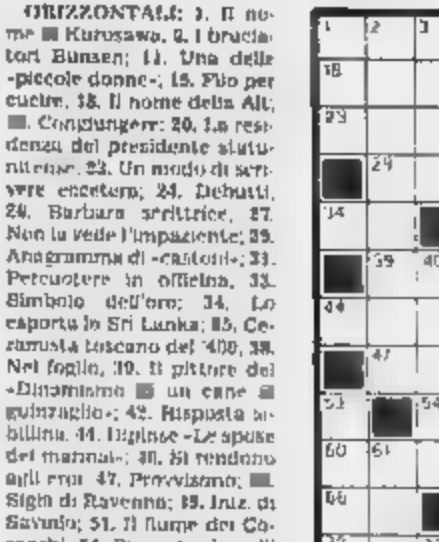 ORIZZONTALI: 1. Il no-
me Kurosawa. 9. I brucia-
tori Bunsen; 11. Una delle
«piccole donne»; 15. Filo per
cucire. 18. Il nome della Alt;
Congiungere: 20. La resi-
denza del presidente statu-
nitense. 23. Un modo di scri-
vere eccetera; 24. Debutti,
26. Barbara scrittrice, 27.
Non la vede l'impaziente; 29.
Anagramma di «cantoni»; 31.
Percuotere in officina, 33.
Simbolo dell'oro; 34. Lo
esporta lo Sri Lanka; 35. Ce-
ramista toscano del '400, 38.
Nel foglio, 39. Il pittore del
«Dinamismo un cane
guinzaglio»; 42. Risposta si-
billina. 44. Dipinse «Le spose
dei marinai»; 46. Si rendono
agli eroi 47. Provvisano;
Sigla di Ravenna; 49. Iniz. di
Savinio; 51. Il fiume dei Co-
1 2 3
18
23
29
34
39 40
44
47
53 54
60 61
66